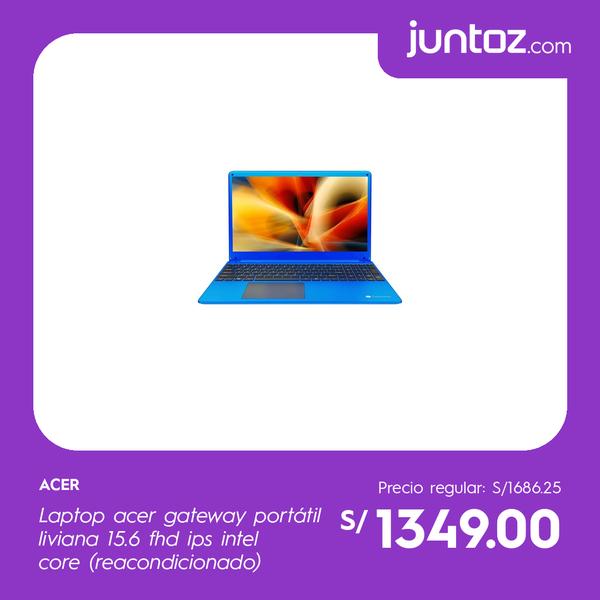 juntoz.com
ACER
Laptop acer gateway portátil
liviana 15.6 fhd ips intel
core (reacondicionado)
Precio regular: S/1686.25
S/1349.00